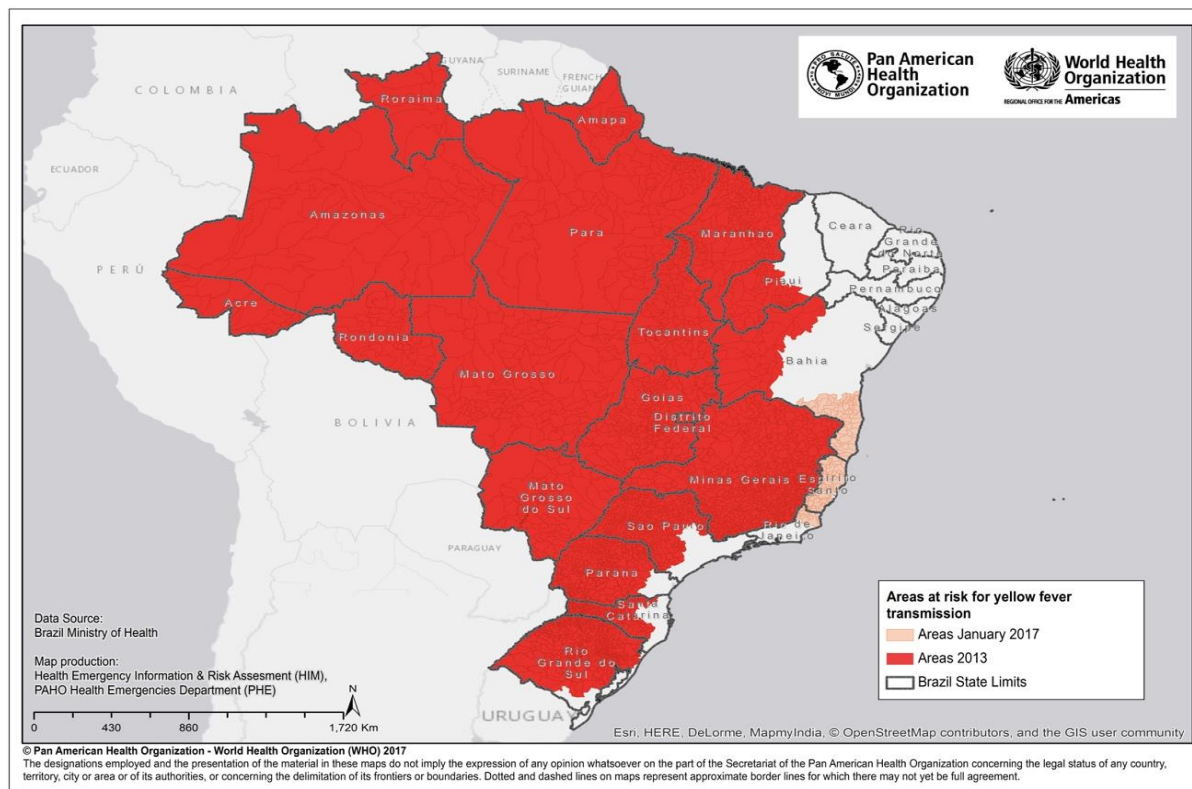 Pan American
Health
Organization
World Health
Organization
REGIONAL OFFICE FOR THE Americas
PRO SALUTE
NOVI MUNDI
COLOMBIA
GUYANA
SURINAME
FRENCH
GUIANA
ECUADOR
PERÚ
BOLIVIA
PARAGUAY
URUGUAY
Roraima
Amapa
Amazonas
Para
Maranhao
Ceara
Rio
Grande
do Norte
Paraiba
Piaui
Pernambuco
Alagoas
Sergipe
Acre
Rondonia
Tocantins
Bahia
Mato Grosso
Goias
Distrito
Federal
Minas Gerais
Espirito
Santo
Mato
Grosso
do Sul
Sao Paulo
Rio de
Janeiro
Parana
Santa
Catarina
Rio
Grande do
Sul
Data Source:
Brazil Ministry of Health
Map production:
Health Emergency Information & Risk Assesment (HIM),
PAHO Health Emergencies Department (PHE)
N
0 430 860 1,720 Km
Areas at risk for yellow fever
transmission
Areas January 2017
Areas 2013
Brazil State Limits
Esri, HERE, DeLorme, MapmyIndia, © OpenStreetMap contributors, and the GIS user community
© Pan American Health Organization - World Health Organization (WHO) 2017
The designations employed and the presentation of the material in these maps do not imply the expression of any opinion whatsoever on the part of the Secretariat of the Pan American Health Organization concerning the legal status of any country,
territory, city or area or of its authorities, or concerning the delimitation of its frontiers or boundaries. Dotted and dashed lines on maps represent approximate border lines for which there may not yet be full agreement.